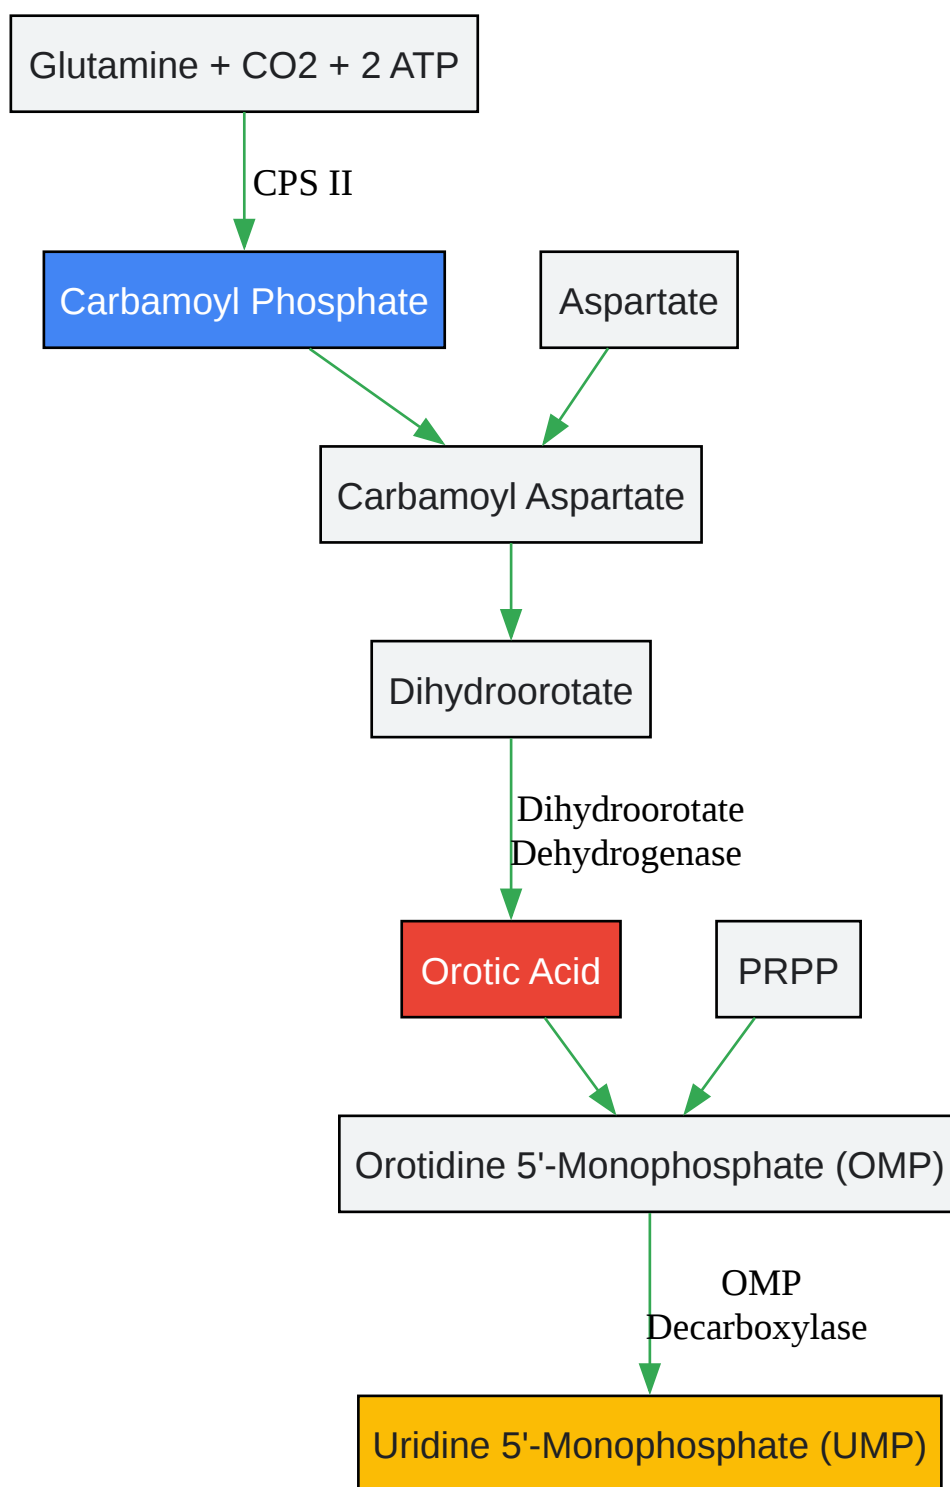 Glutamine + CO2 + 2 ATP
CPS II
Carbamoyl Phosphate
Aspartate
Carbamoyl Aspartate
Dihydroorotate
Dihydroorotate
Dehydrogenase
Orotic Acid
PRPP
Orotidine 5'-Monophosphate (OMP)
OMP
Decarboxylase
Uridine 5'-Monophosphate (UMP)